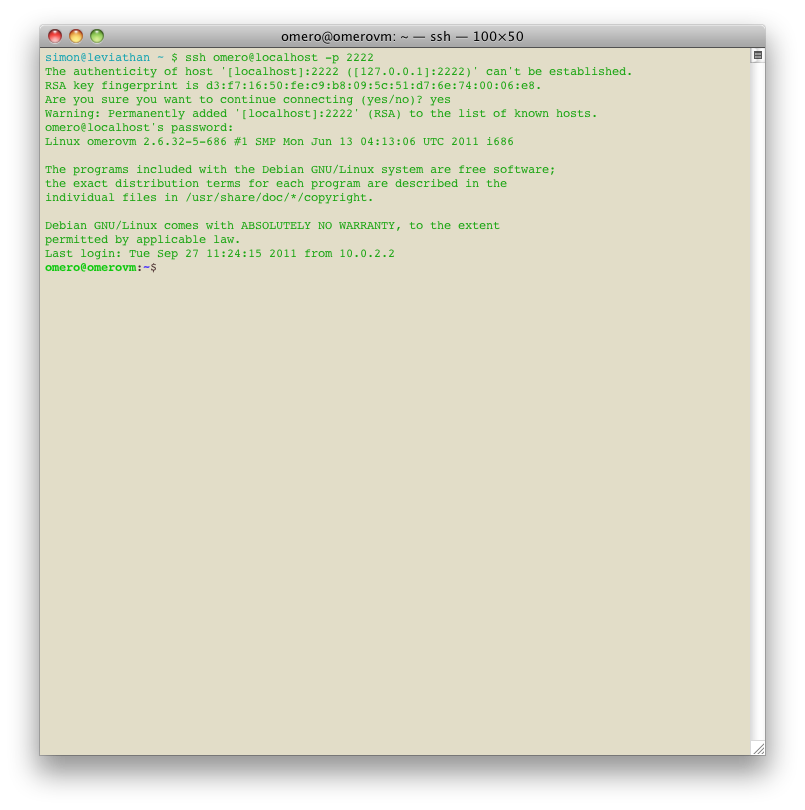 omero@omerovm: ~ — ssh — 100×50
simon@leviathan ~ $ ssh omero@localhost -p 2222
The authenticity of host '[localhost]:2222 ([127.0.0.1]:2222)' can't be established.
RSA key fingerprint is d3:f7:16:50:fe:c9:b8:09:5c:51:d7:6e:74:00:06:e8.
Are you sure you want to continue connecting (yes/no)? yes
Warning: Permanently added '[localhost]:2222' (RSA) to the list of known hosts.
omero@localhost's password:
Linux omerovm 2.6.32-5-686 #1 SMP Mon Jun 13 04:13:06 UTC 2011 i686
The programs included with the Debian GNU/Linux system are free software;
the exact distribution terms for each program are described in the
individual files in /usr/share/doc/*/copyright.
Debian GNU/Linux comes with ABSOLUTELY NO WARRANTY, to the extent
permitted by applicable law.
Last login: Tue Sep 27 11:24:15 2011 from 10.0.2.2
omero@omerovm:~$